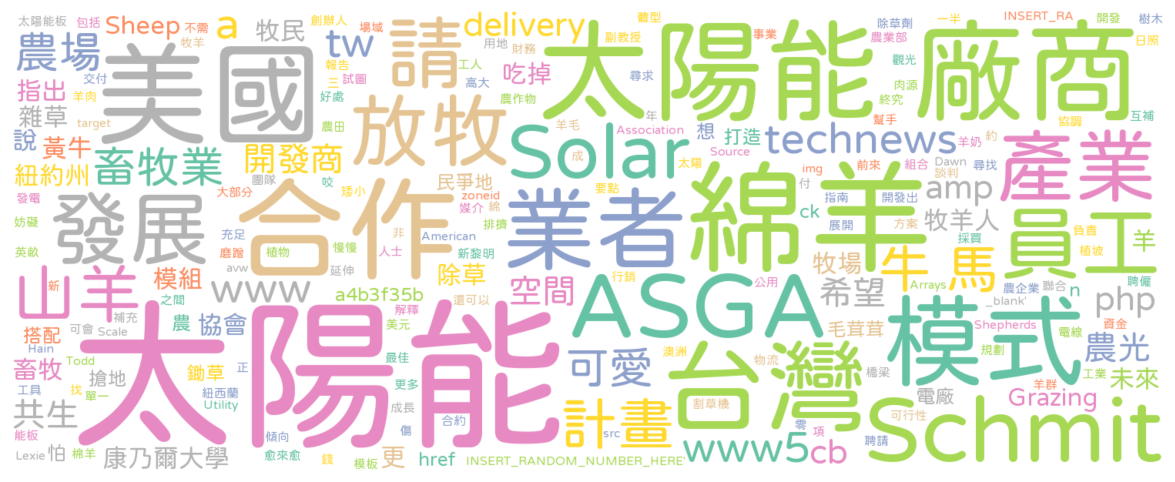 太陽能板 包括 Sheep 不需 a 牧民 創辦人 場域 tw 請 delivery 體型 一半 INSERT_RA 開發 樹木
農場 美國 牧羊 報告 工人 用地 財務 副教授 事業 除草劑 農業部 日照
指出 交付 三 試圖 吃掉 尋求 太陽能 觀光 廠商
雜草 羊肉 好處 高大 農作物 肉源 終究 協調 互補
說 target 農田 放牧 年 羊毛 Association 想 打造 technews 幫手 羊奶 約
黃牛 畜牧業 開發商 Solar 成 Source 太陽 img 前來 組合 Dawn 尋找 產業
紐約州 團隊 咬 民爭地 要點 付 談判
發電 大部分 矮小 zoneid 綿 綿羊 指南 開發出 amp
妨礙 發展 充足 合作 媒介 排擠 業者 ck 展開 方案 牧羊人 員工 羊
英畝 磨蹭 植物 慢慢 非 人士 American 新黎明 採買 負責 植坡
山羊 模組 avw 延伸 除草 空間 行銷 公用 牧場 牛 馬 聘僱
新 之間 www a4b3f35b 還可以 ASGA 希望 Arrays 農企業 聯合 n
搭配 可會 補充 農 協會 解釋 美元 毛茸茸 模式 _blank' php
Hain Scale 太陽能 最佳 可愛 澳洲 台灣 物流 Shepherds 電線 資金
畜牧 Todd 正 更多 橋梁 規劃 工業 農光
工具 找 搶地 鋤草 紐西蘭 成長 計畫 割草機 電廠 羊群 未來
共生 單一 Utility 傷 合約 零 可行性 Grazing
能板 傾向 src 項 聘請 Schmit
Lexie 怕 綿羊 康乃爾大學 愈來愈 錢 模板 更 href INSERT_RANDOM_NUMBER_HERE' www5 cb